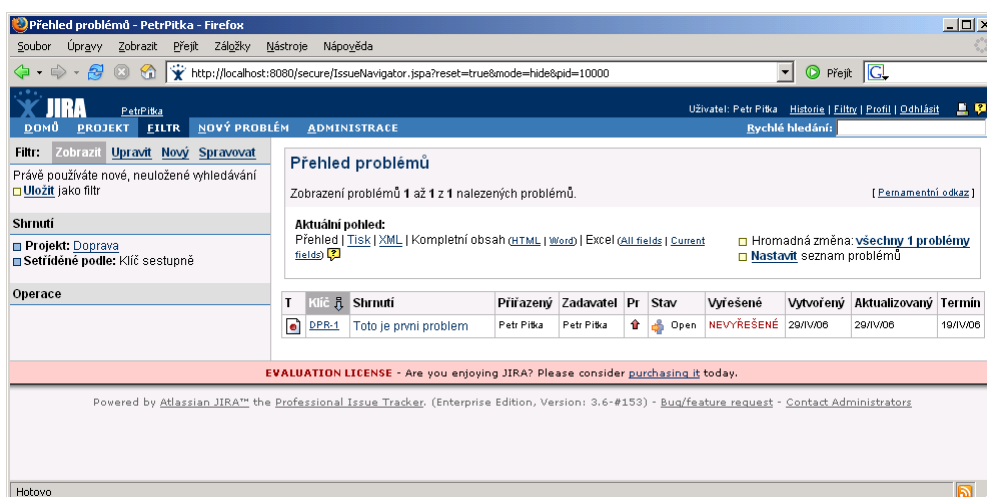 Přehled problémů - PetrPitka - Firefox
Soubor Úpravy Zobrazit Přejít Záložky Nástroje Nápověda
http://localhost:8080/secure/IssueNavigator.jspa?reset=true&mode=hide&pid=10000 Přejít G
JIRA PetrPitka Uživatel: Petr Pitka Historie | Filtry | Profil | Odhlásit
DOMŮ PROJEKT FILTR NOVÝ PROBLÉM ADMINISTRACE Rychlé hledání:
Filtr: Zobrazit Upravit Nový Spravovat
Právě používáte nové, neuložené vyhledávání
Uložit jako filtr
Shrnutí
Projekt: Doprava
Setříděné podle: Klíč sestupně
Operace
Přehled problémů
Zobrazení problémů 1 až 1 z 1 nalezených problémů. [ Pernamentní odkaz ]
Aktuální pohled:
Přehled | Tisk | XML | Kompletní obsah (HTML | Word) | Excel (All fields | Current
fields) ?
Hromadná změna: všechny 1 problémy
Nastavit seznam problémů
T Klíč Shrnutí Přiřazený Zadavatel Pr Stav Vyřešené Vytvořený Aktualizovaný Termín
DPR-1 Toto je prvni problem Petr Pitka Petr Pitka Open NEVYŘEŠENÉ 29/IV/06 29/IV/06 19/IV/06
EVALUATION LICENSE - Are you enjoying JIRA? Please consider purchasing it today.
Powered by Atlassian JIRA™ the Professional Issue Tracker. (Enterprise Edition, Version: 3.6-#153) - Bug/feature request - Contact Administrators
Hotovo